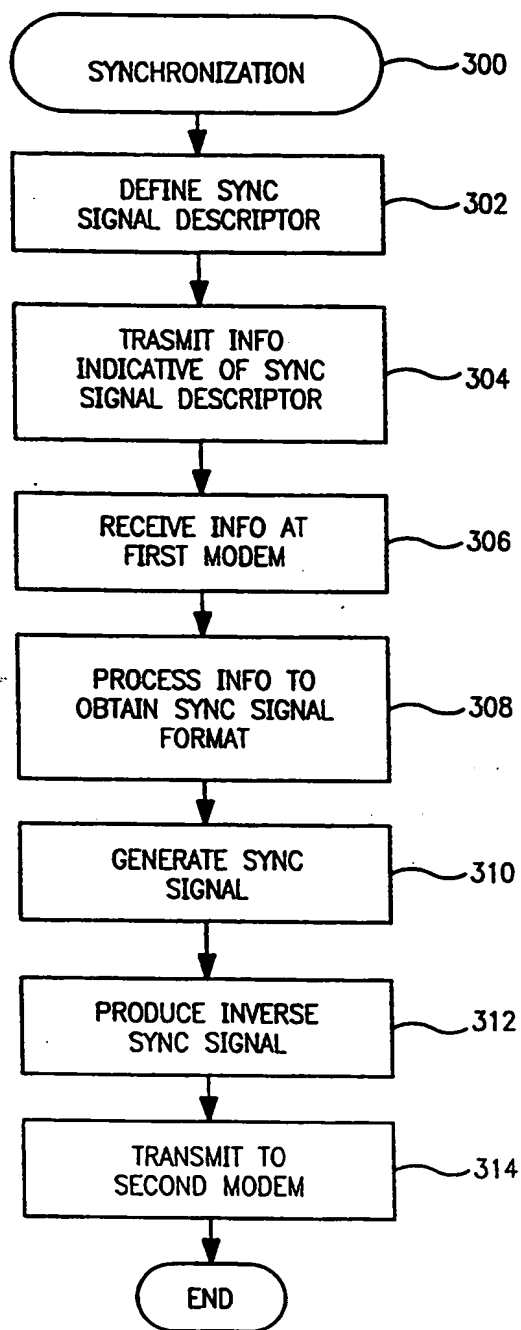 SYNCHRONIZATION
300
DEFINE SYNC
SIGNAL DESCRIPTOR
302
TRASMIT INFO
INDICATIVE OF SYNC
SIGNAL DESCRIPTOR
304
RECEIVE INFO AT
FIRST MODEM
306
PROCESS INFO TO
OBTAIN SYNC SIGNAL
FORMAT
308
GENERATE SYNC
SIGNAL
310
PRODUCE INVERSE
SYNC SIGNAL
312
TRANSMIT TO
SECOND MODEM
314
END